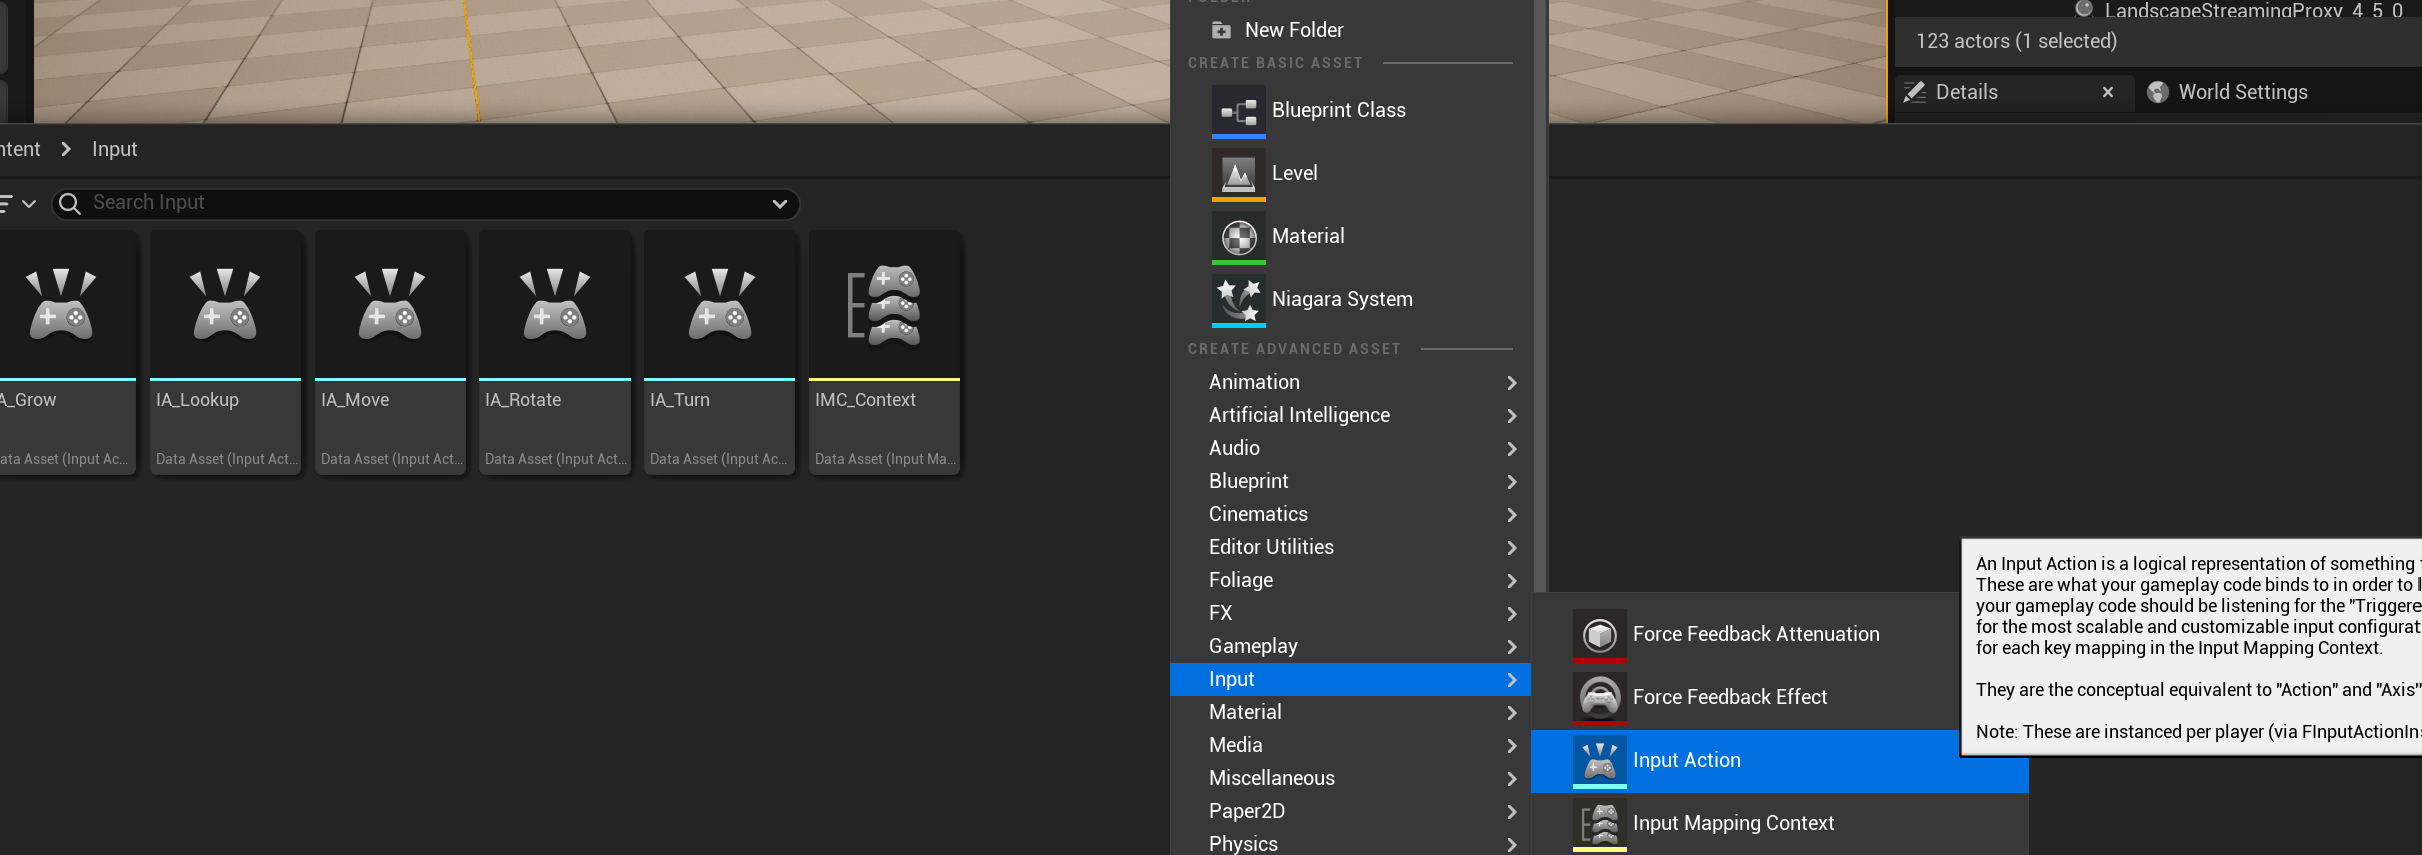 New Folder
LandscapeStreamingProxy_4_5_0
123 actors (1 selected)
CREATE BASIC ASSET
Details
World Settings
Blueprint Class
Level
Material
Niagara System
ntent > Input
Search Input
A_Grow
IA_Lookup
IA_Move
IA_Rotate
IA_Turn
IMC_Context
ata Asset (Input Ac...
Data Asset (Input Act...
Data Asset (Input Act...
Data Asset (Input Act...
Data Asset (Input Ac...
Data Asset (Input Ma...
CREATE ADVANCED ASSET
Animation
Artificial Intelligence
Audio
Blueprint
Cinematics
Editor Utilities
Foliage
FX
Gameplay
Input
Material
Media
Miscellaneous
Paper2D
Physics
Force Feedback Attenuation
Force Feedback Effect
Input Action
Input Mapping Context
An Input Action is a logical representation of something
These are what your gameplay code binds to in order to
your gameplay code should be listening for the "Triggere
for the most scalable and customizable input configurat
for each key mapping in the Input Mapping Context.
They are the conceptual equivalent to "Action" and "Axis"
Note: These are instanced per player (via FInputActionIn